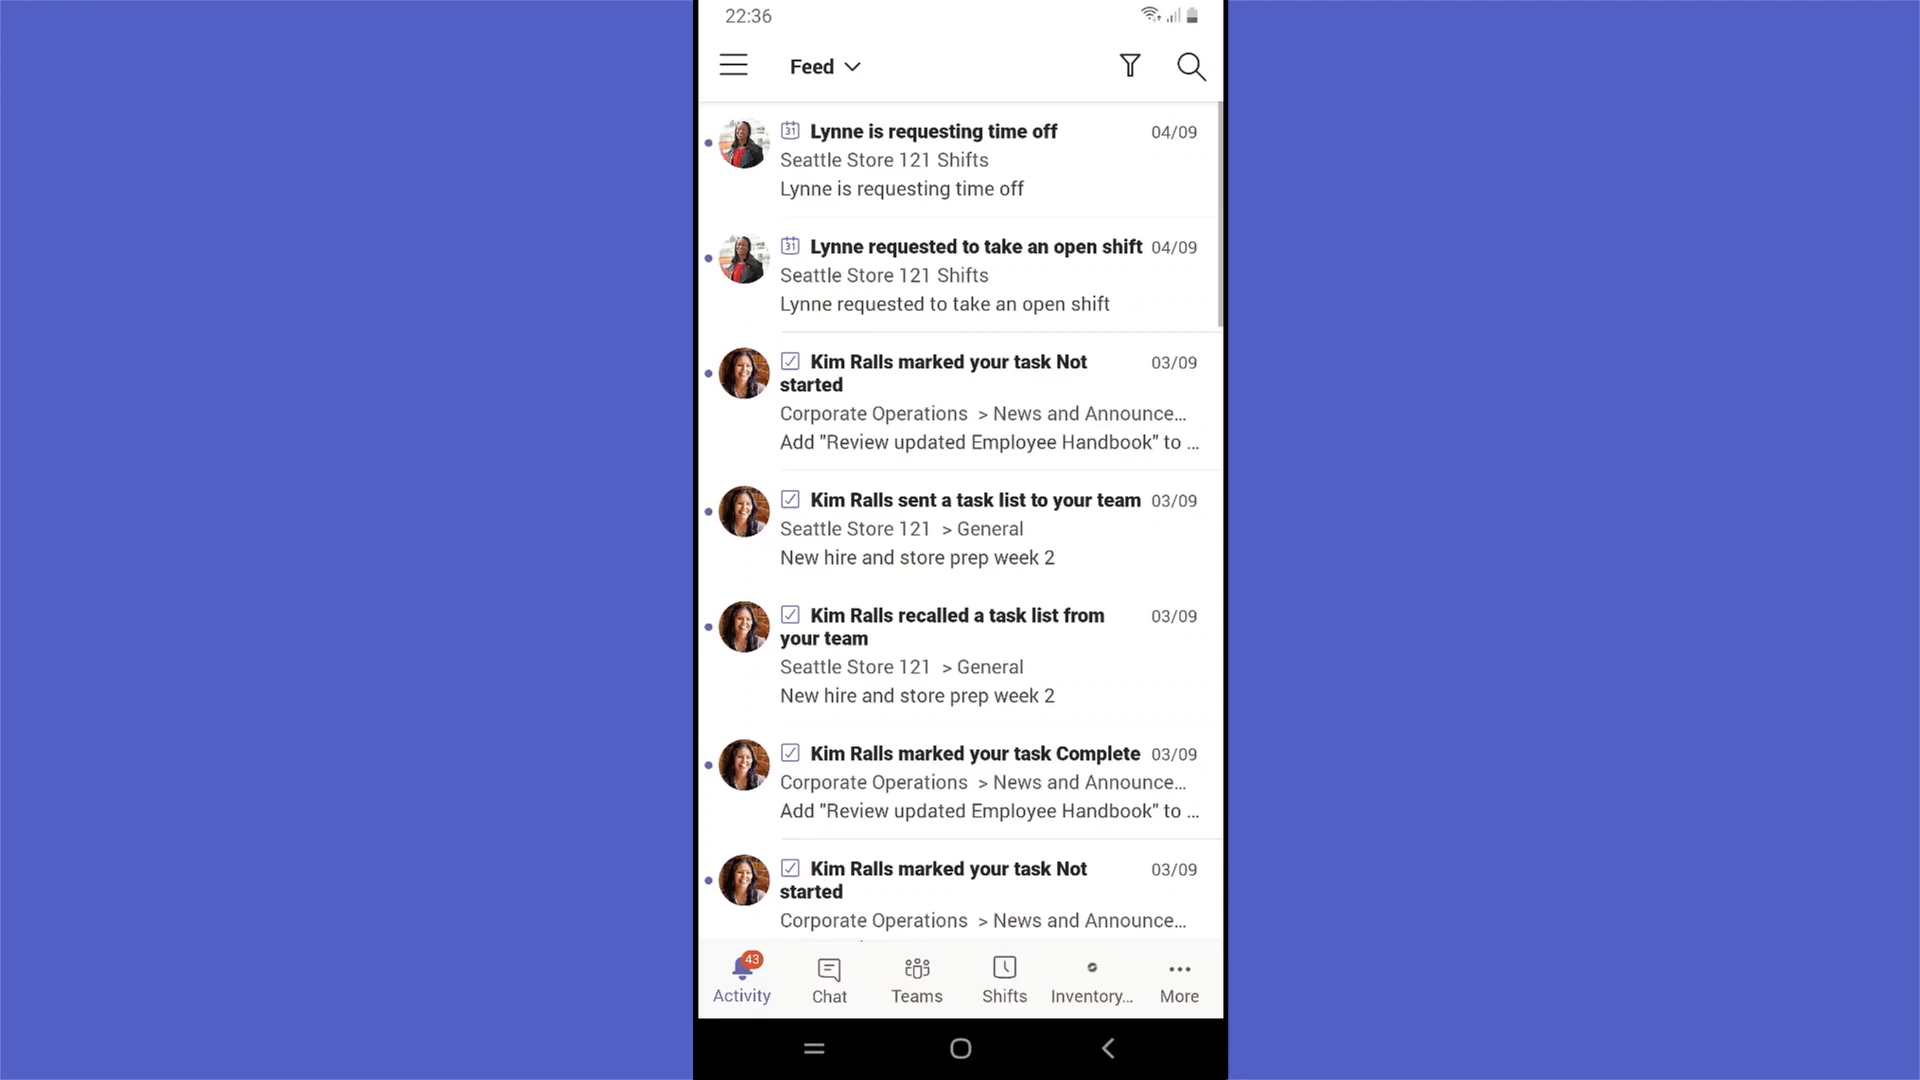 22:36
Feed
31 Lynne is requesting time off 04/09
Seattle Store 121 Shifts
Lynne is requesting time off
31 Lynne requested to take an open shift 04/09
Seattle Store 121 Shifts
Lynne requested to take an open shift
Kim Ralls marked your task Not 03/09
started
Corporate Operations > News and Announce...
Add "Review updated Employee Handbook" to ...
Kim Ralls sent a task list to your team 03/09
Seattle Store 121 > General
New hire and store prep week 2
Kim Ralls recalled a task list from 03/09
your team
Seattle Store 121 > General
New hire and store prep week 2
Kim Ralls marked your task Complete 03/09
Corporate Operations > News and Announce...
Add "Review updated Employee Handbook" to ...
Kim Ralls marked your task Not 03/09
started
Corporate Operations > News and Announce...
43
Activity Chat Teams Shifts Inventory... More